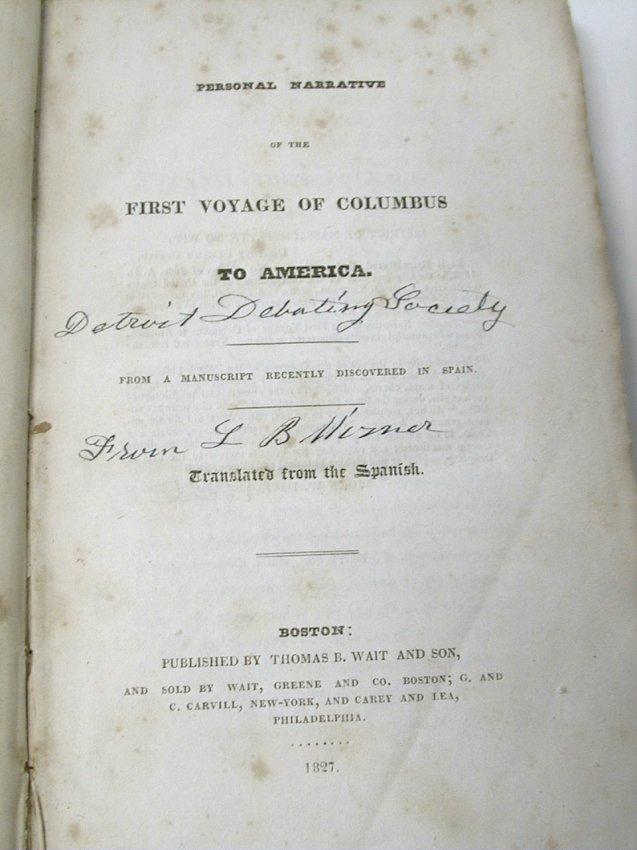 PERSONAL NARRATIVE
OF THE
FIRST VOYAGE OF COLUMBUS
TO AMERICA.
Detroit Debating Society
FROM A MANUSCRIPT RECENTLY DISCOVERED IN SPAIN.
From L B Mizner
Translated from the Spanish.
BOSTON:
PUBLISHED BY THOMAS B. WAIT AND SON,
AND SOLD BY WAIT, GREENE AND CO. BOSTON; G. AND
C. CARVILL, NEW-YORK, AND CAREY AND LEA,
PHILADELPHIA.
........
1827.